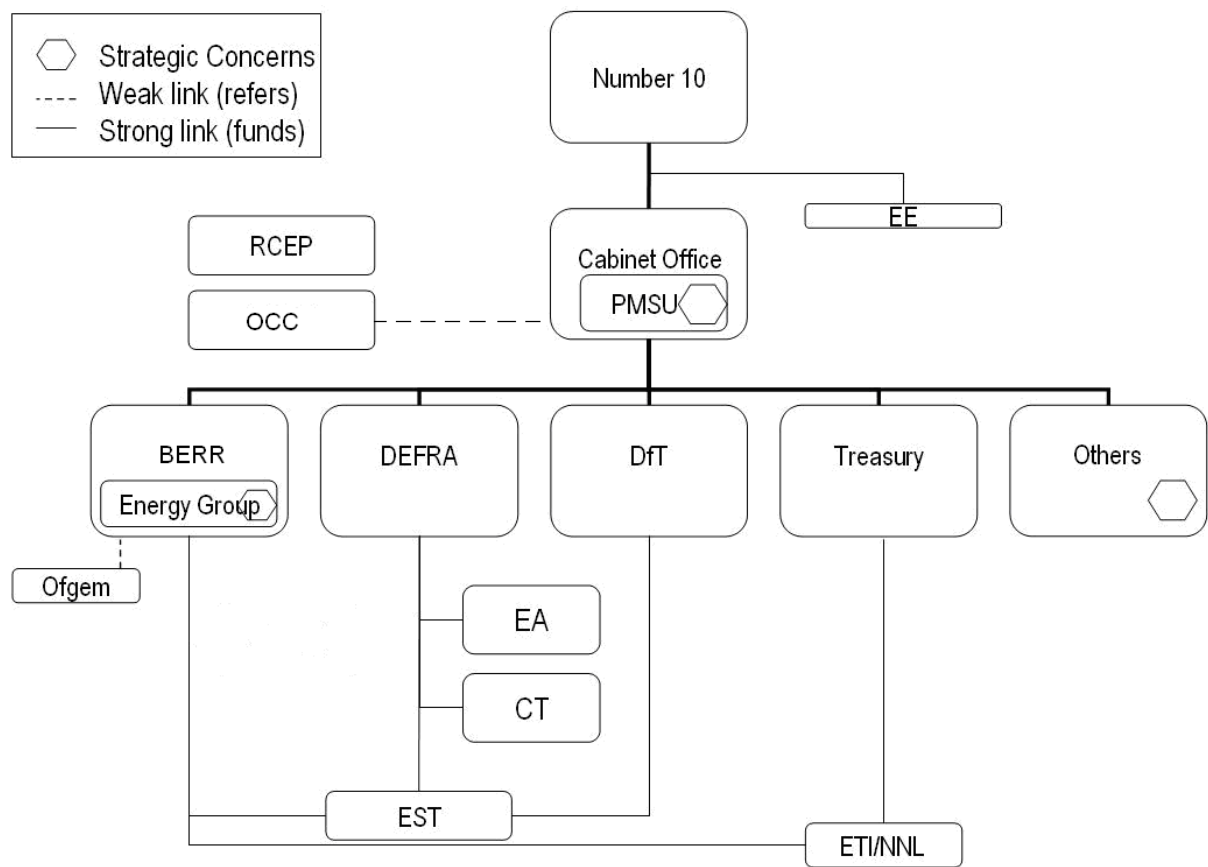 Strategic Concerns
Weak link (refers)
Strong link (funds)
Number 10
EE
RCEP
Cabinet Office
PMSU
OCC
BERR
Energy Group
DEFRA
DfT
Treasury
Others
Ofgem
EA
CT
EST
ETI/NNL